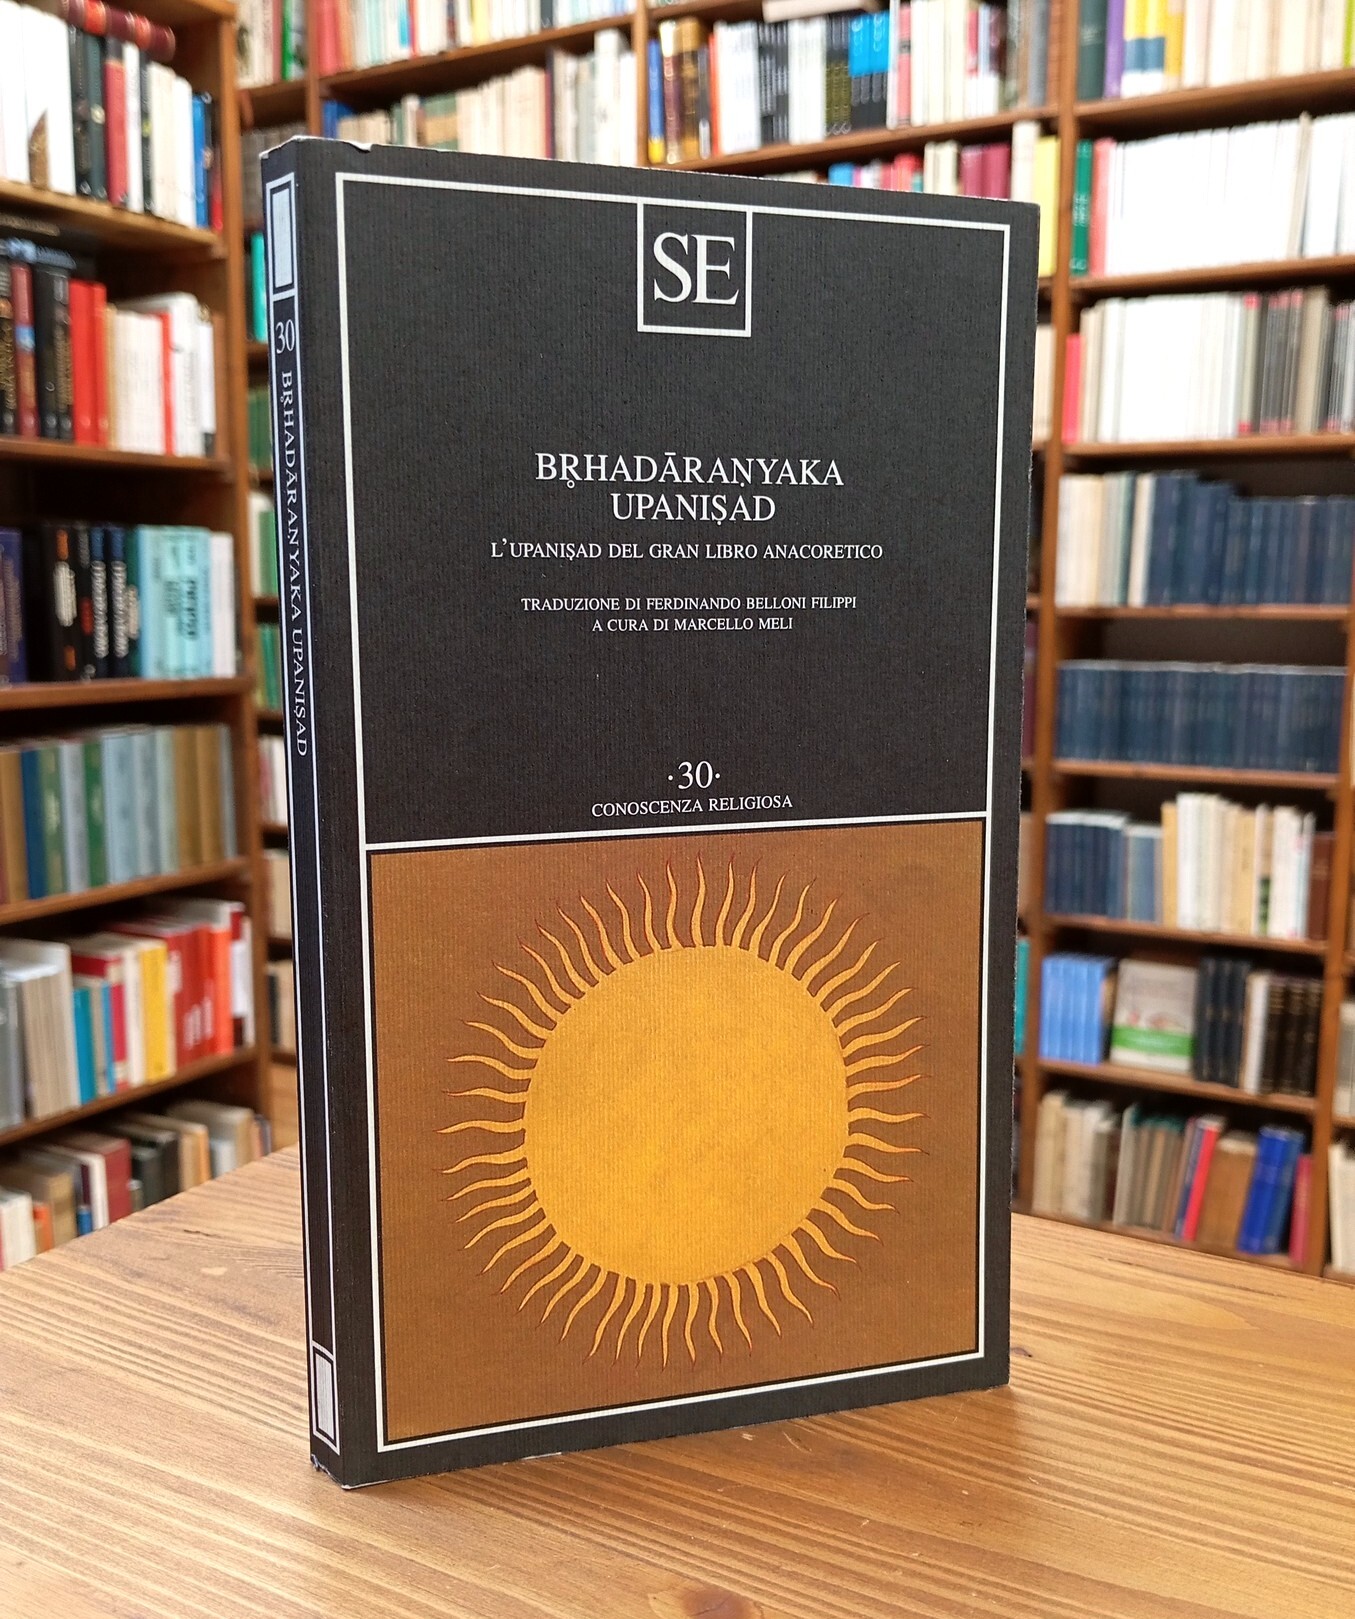 SE
BṚHADĀRAṆYAKA
UPANIṢAD
L'UPANIṢAD DEL GRAN LIBRO ANACORETICO
TRADUZIONE DI FERDINANDO BELLONI FILIPPI
A CURA DI MARCELLO MELI
·30·
CONOSCENZA RELIGIOSA
30 BṚHADĀRAṆYAKA UPANIṢAD